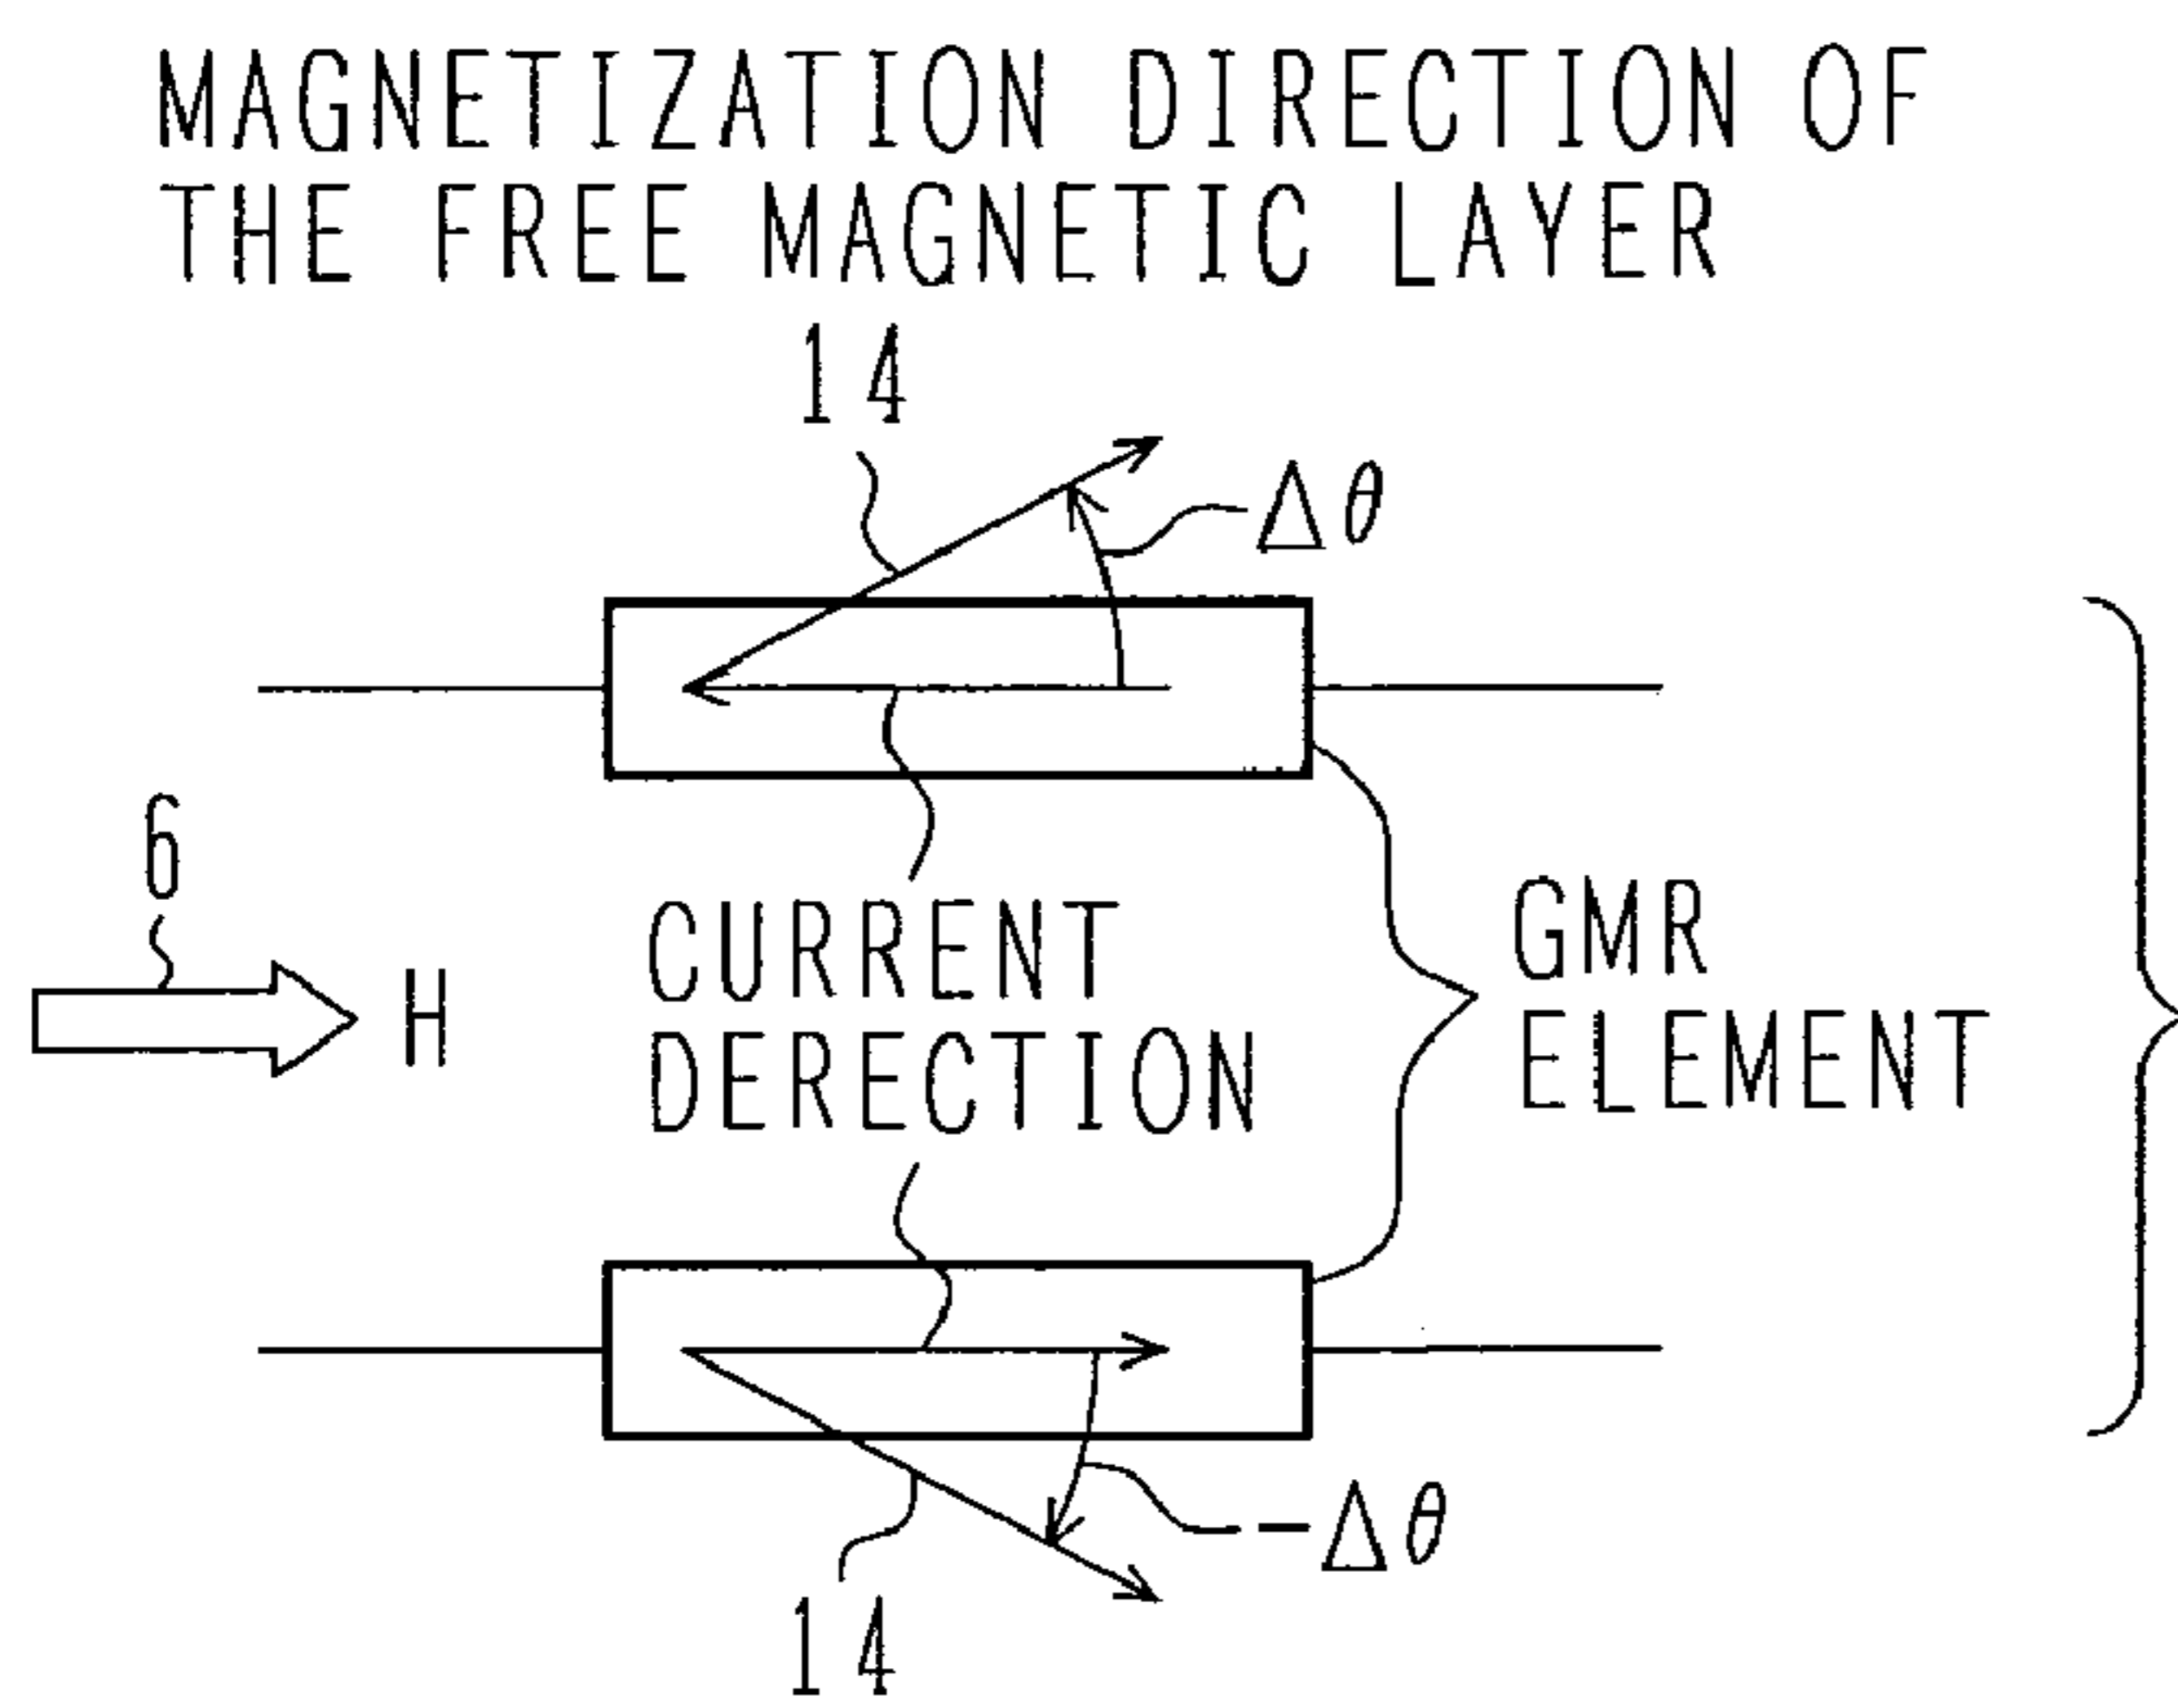 MAGNETIZATION DIRECTION OF
THE FREE MAGNETIC LAYER
14
Δθ
6
H
CURRENT
DERECTION
GMR
ELEMENT
-Δθ
14